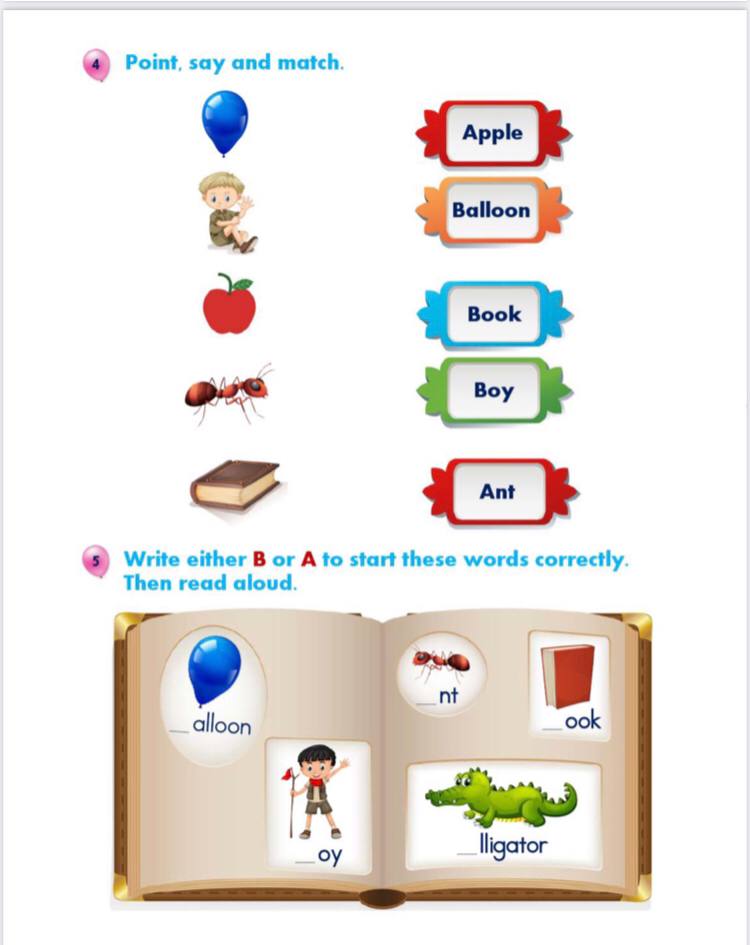 4 Point, say and match.
Apple
Balloon
Book
Boy
Ant
5 Write either B or A to start these words correctly.
Then read aloud.
__alloon
__nt
__ook
__oy
__lligator